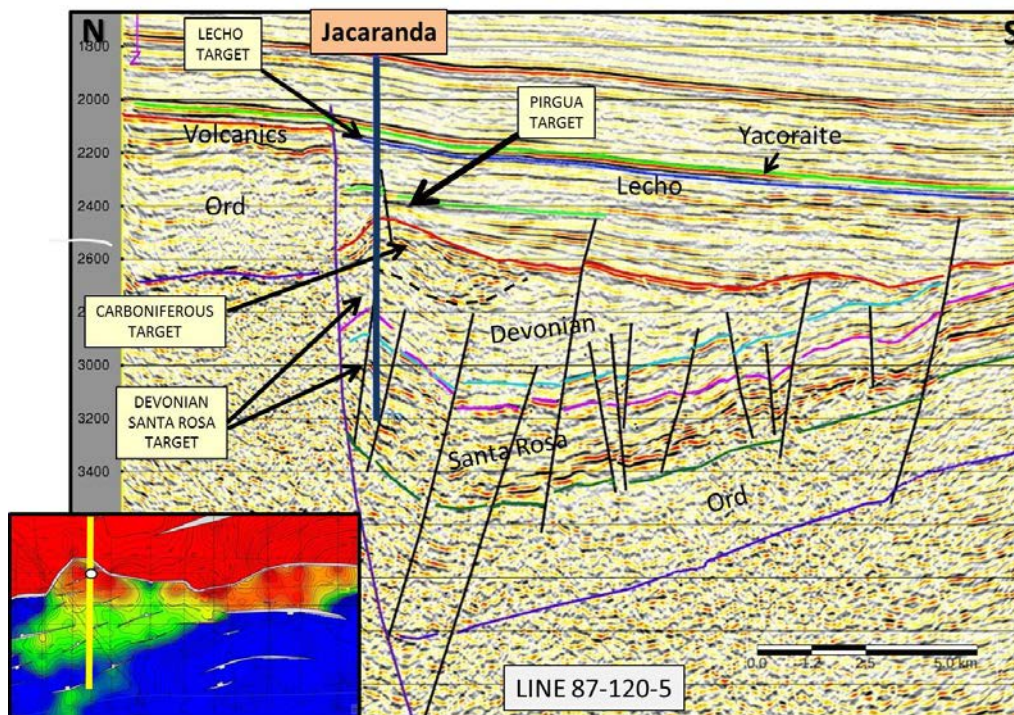 N
Jacaranda
S
LECHO
TARGET
PIRGUA
TARGET
1800
2000
2200
2400
2600
2800
3000
3200
3400
Volcanics
Yacoraite
Lecho
Ord
CARBONIFEROUS
TARGET
Devonian
DEVONIAN
SANTA ROSA
TARGET
Santa Rosa
Ord
0.0 1.2 2.5 5.0 km
LINE 87-120-5